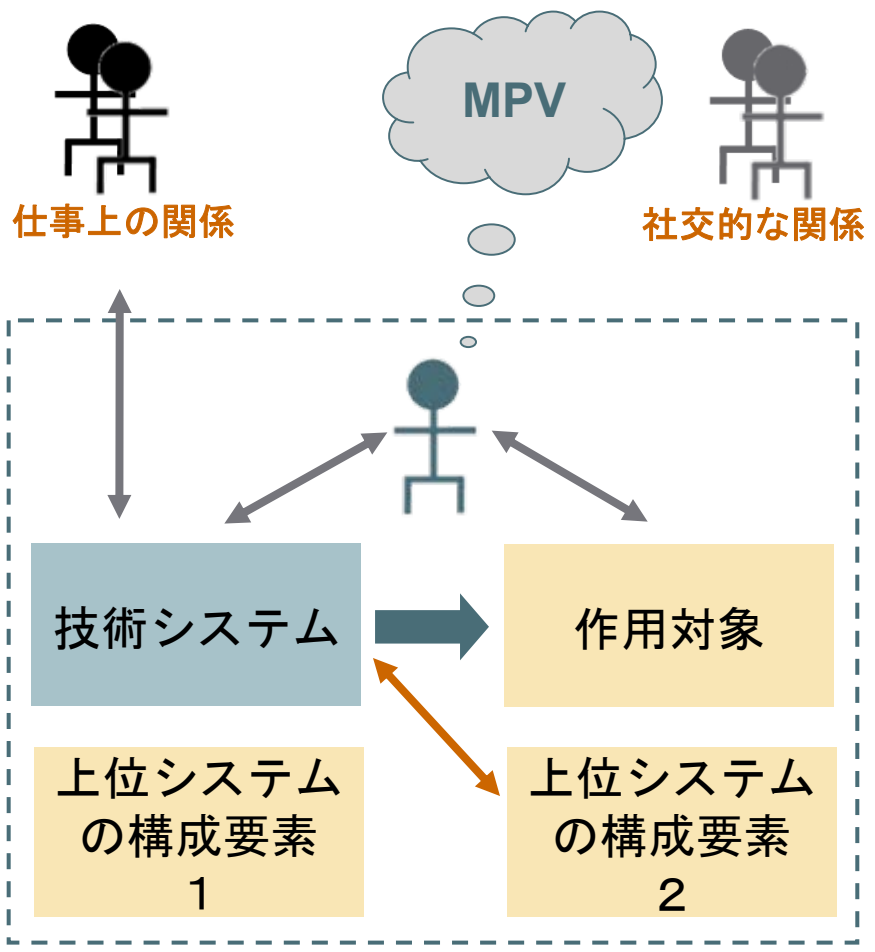 MPV
仕事上の関係
社交的な関係
技術システム
作用対象
上位システム
の構成要素
1
上位システム
の構成要素
2